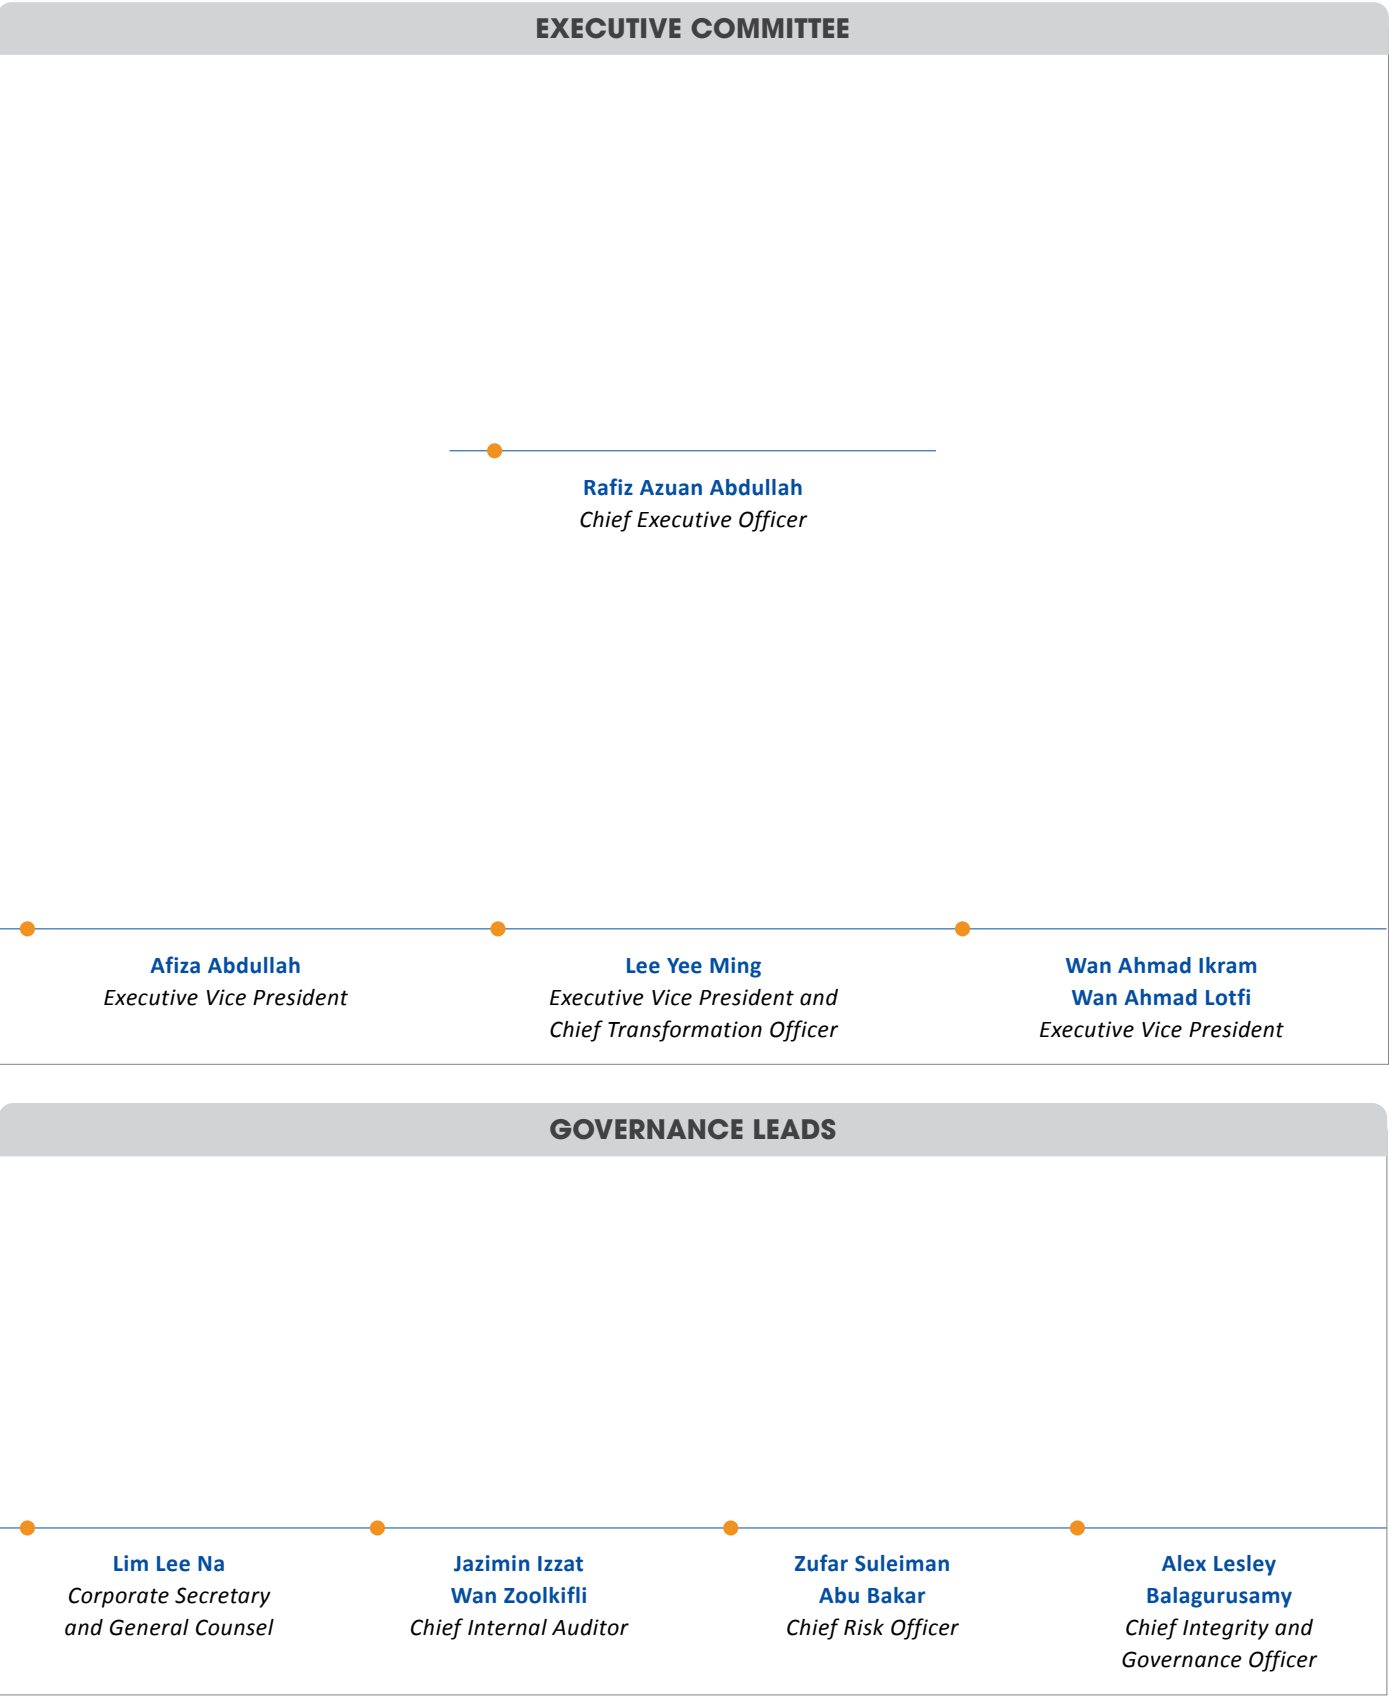 EXECUTIVE COMMITTEE
Rafiz Azuan Abdullah
Chief Executive Officer
Afiza Abdullah
Executive Vice President
Lee Yee Ming
Executive Vice President and
Chief Transformation Officer
Wan Ahmad Ikram
Wan Ahmad Lotfi
Executive Vice President
GOVERNANCE LEADS
Lim Lee Na
Corporate Secretary
and General Counsel
Jazimin Izzat
Wan Zoolkifli
Chief Internal Auditor
Zufar Suleiman
Abu Bakar
Chief Risk Officer
Alex Lesley
Balagurusamy
Chief Integrity and
Governance Officer